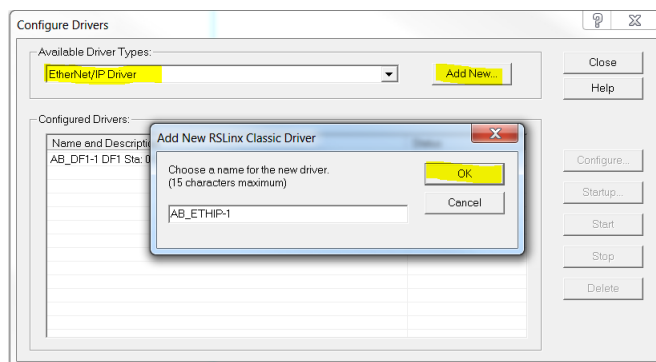 Configure Drivers
Available Driver Types:
EtherNet/IP Driver
Add New...
Close
Help
Configured Drivers:
Name and Descripti
AB_DF1-1 DF1 Sta: 0
Add New RSLinx Classic Driver
Choose a name for the new driver.
(15 characters maximum)
AB_ETHIP-1
OK
Cancel
Configure...
Startup...
Start
Stop
Delete